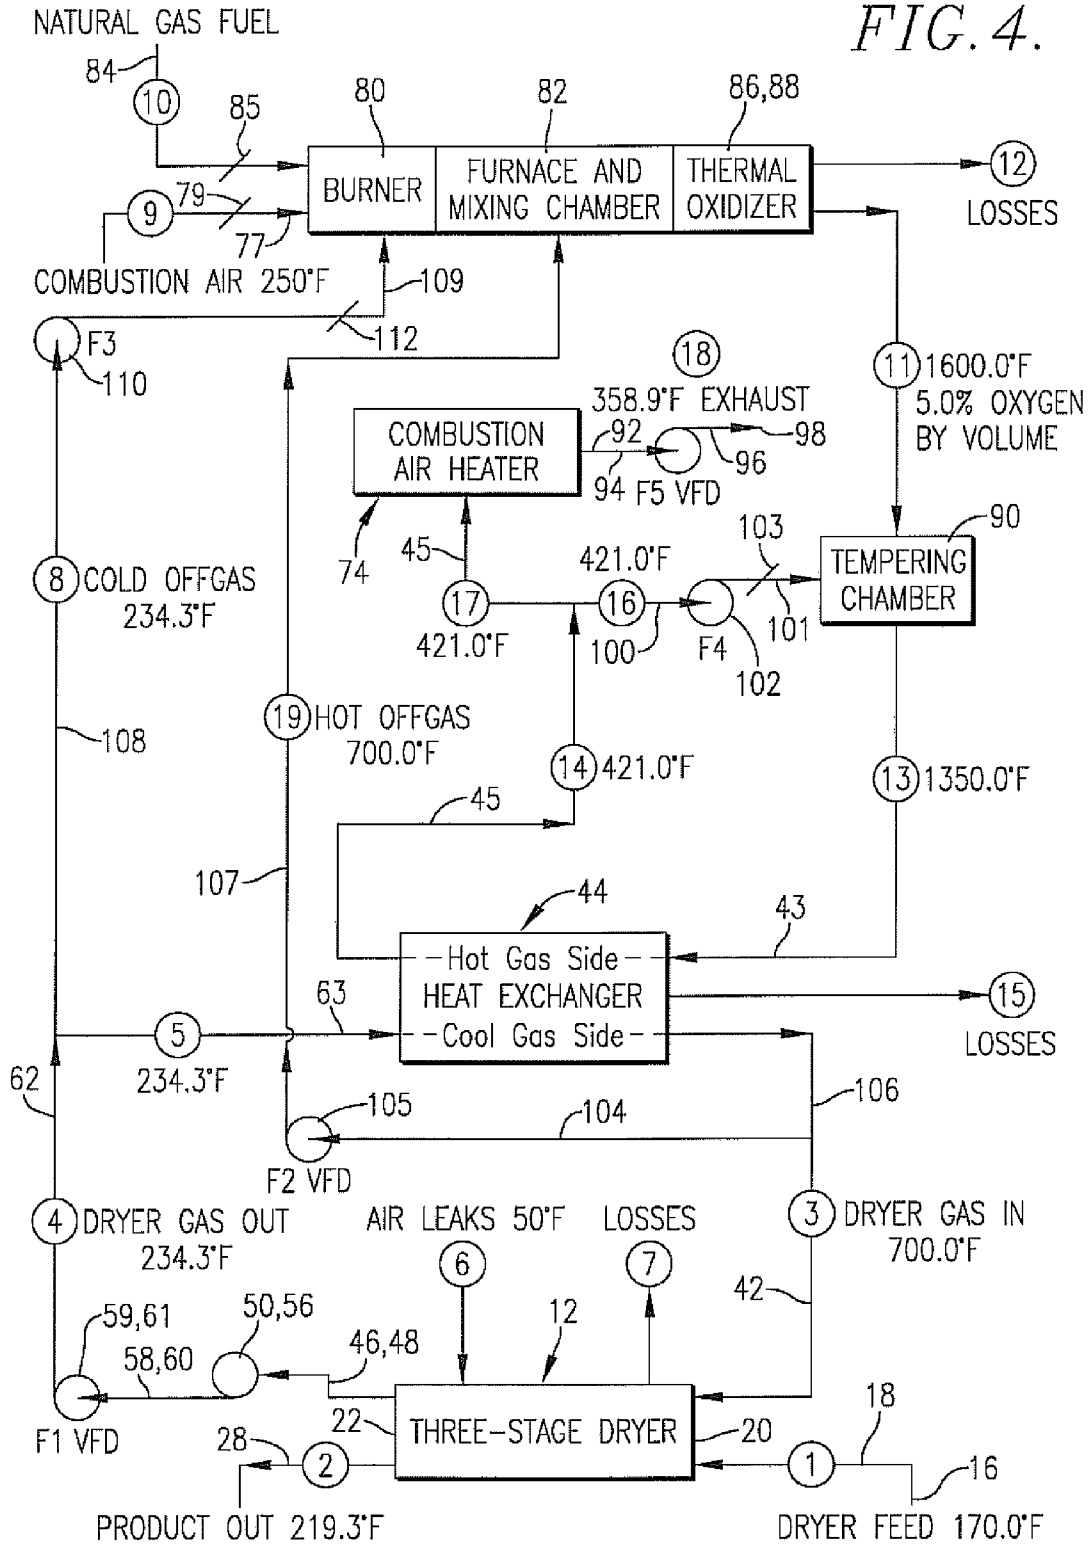 FIG. 4.
NATURAL GAS FUEL
84
10
85
80
82
86,88
BURNER
FURNACE AND
MIXING CHAMBER
THERMAL
OXIDIZER
12
LOSSES
79
9
77
COMBUSTION AIR 250°F
109
112
F3
110
18
358.9°F EXHAUST
11
1600.0°F
5.0% OXYGEN
BY VOLUME
COMBUSTION
AIR HEATER
92
94
98
96
F5 VFD
74
45
90
103
TEMPERING
CHAMBER
8
COLD OFFGAS
234.3°F
17
421.0°F
421.0°F
16
100
F4
102
101
108
19
HOT OFFGAS
700.0°F
14
421.0°F
13
1350.0°F
45
107
44
43
Hot Gas Side
HEAT EXCHANGER
Cool Gas Side
63
5
234.3°F
15
LOSSES
62
105
104
106
F2 VFD
4
DRYER GAS OUT
234.3°F
AIR LEAKS 50°F
6
LOSSES
7
3
DRYER GAS IN
700.0°F
42
59,61
58,60
50,56
46,48
12
F1 VFD
22
THREE-STAGE DRYER
20
18
28
2
1
16
PRODUCT OUT 219.3°F
DRYER FEED 170.0°F